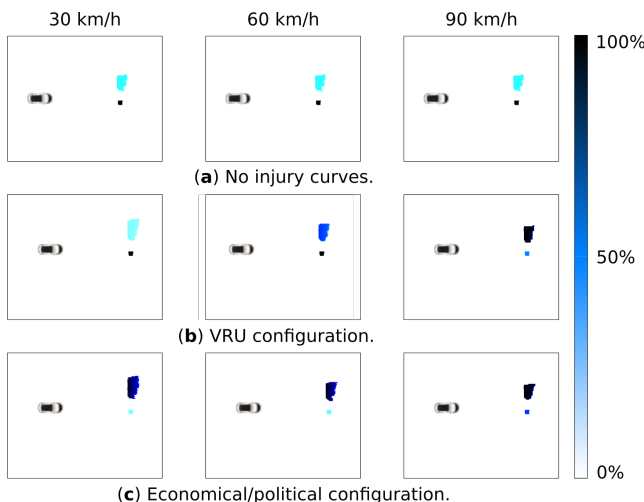 30 km/h 60 km/h 90 km/h
100%
(a) No injury curves.
50%
(b) VRU configuration.
0%
(c) Economical/political configuration.